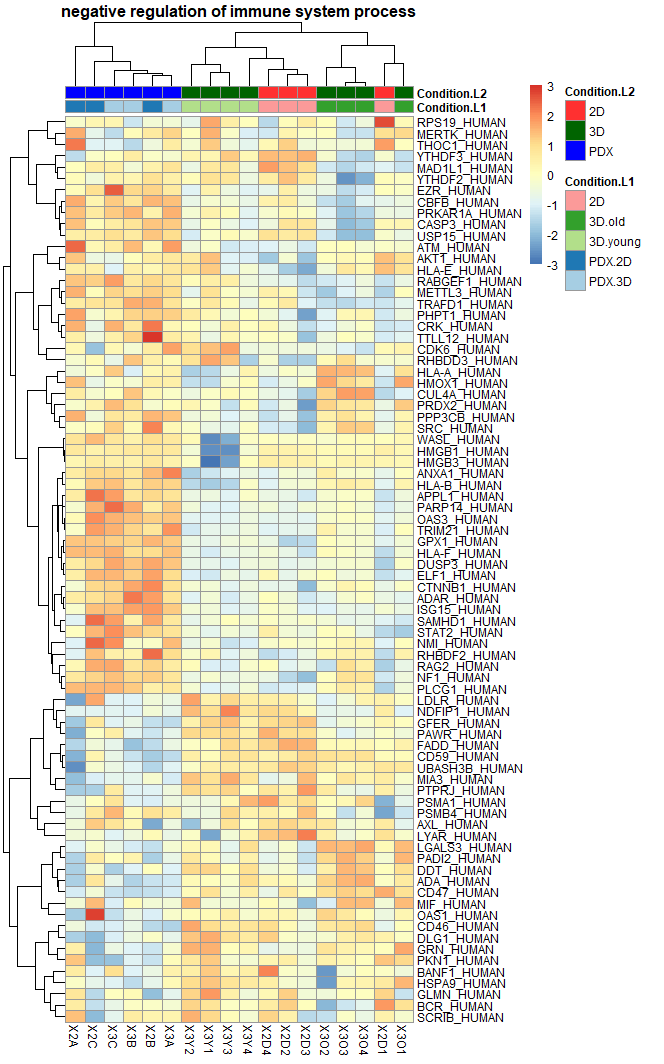 negative regulation of immune system process
Condition.L2
Condition.L1
RPS19_HUMAN
MERTK_HUMAN
THOC1_HUMAN
YTHDF3_HUMAN
MAD1L1_HUMAN
YTHDF2_HUMAN
EZR_HUMAN
CBFB_HUMAN
PRKAR1A_HUMAN
CASP3_HUMAN
USP15_HUMAN
ATM_HUMAN
AKT1_HUMAN
HLA-E_HUMAN
RABGEF1_HUMAN
METTL3_HUMAN
TRAFD1_HUMAN
PHPT1_HUMAN
CRK_HUMAN
TTLL12_HUMAN
CDK6_HUMAN
RHBDD3_HUMAN
HLA-A_HUMAN
HMOX1_HUMAN
CUL4A_HUMAN
PRDX2_HUMAN
PPP3CB_HUMAN
SRC_HUMAN
WASL_HUMAN
HMGB1_HUMAN
HMGB3_HUMAN
ANXA1_HUMAN
HLA-B_HUMAN
APPL1_HUMAN
PARP14_HUMAN
OAS3_HUMAN
TRIM21_HUMAN
GPX1_HUMAN
HLA-F_HUMAN
DUSP3_HUMAN
ELF1_HUMAN
CTNNB1_HUMAN
ADAR_HUMAN
ISG15_HUMAN
SAMHD1_HUMAN
STAT2_HUMAN
NMI_HUMAN
RHBDF2_HUMAN
RAG2_HUMAN
NF1_HUMAN
PLCG1_HUMAN
LDLR_HUMAN
NDFIP1_HUMAN
GFER_HUMAN
PAWR_HUMAN
FADD_HUMAN
CD59_HUMAN
UBASH3B_HUMAN
MIA3_HUMAN
PTPRJ_HUMAN
PSMA1_HUMAN
PSMB4_HUMAN
AXL_HUMAN
LYAR_HUMAN
LGALS3_HUMAN
PADI2_HUMAN
DDT_HUMAN
ADA_HUMAN
CD47_HUMAN
MIF_HUMAN
OAS1_HUMAN
CD46_HUMAN
DLG1_HUMAN
GRN_HUMAN
PKN1_HUMAN
BANF1_HUMAN
HSPA9_HUMAN
GLMN_HUMAN
BCR_HUMAN
SCRIB_HUMAN
X2A
X2C
X3C
X3B
X2B
X3A
X3Y2
X3Y1
X3Y3
X3Y4
X2D4
X2D2
X2D3
X3O2
X3O3
X3O4
X2D1
X3O1
3
2
1
0
-1
-2
-3
Condition.L2
2D
3D
PDX
Condition.L1
2D
3D.old
3D.young
PDX.2D
PDX.3D